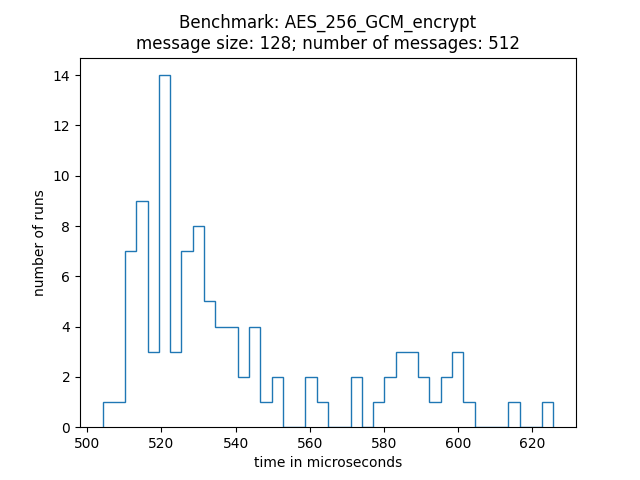 Benchmark: AES_256_GCM_encrypt
message size: 128; number of messages: 512
14
12
10
8
6
4
2
0
number of runs
500 520 540 560 580 600 620
time in microseconds